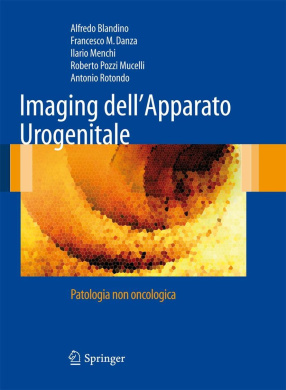 Alfredo Blandino
Francesco M. Danza
Ilario Menchi
Roberto Pozzi Mucelli
Antonio Rotondo
Imaging dell'Apparato
Urogenitale
Patologia non oncologica
Springer